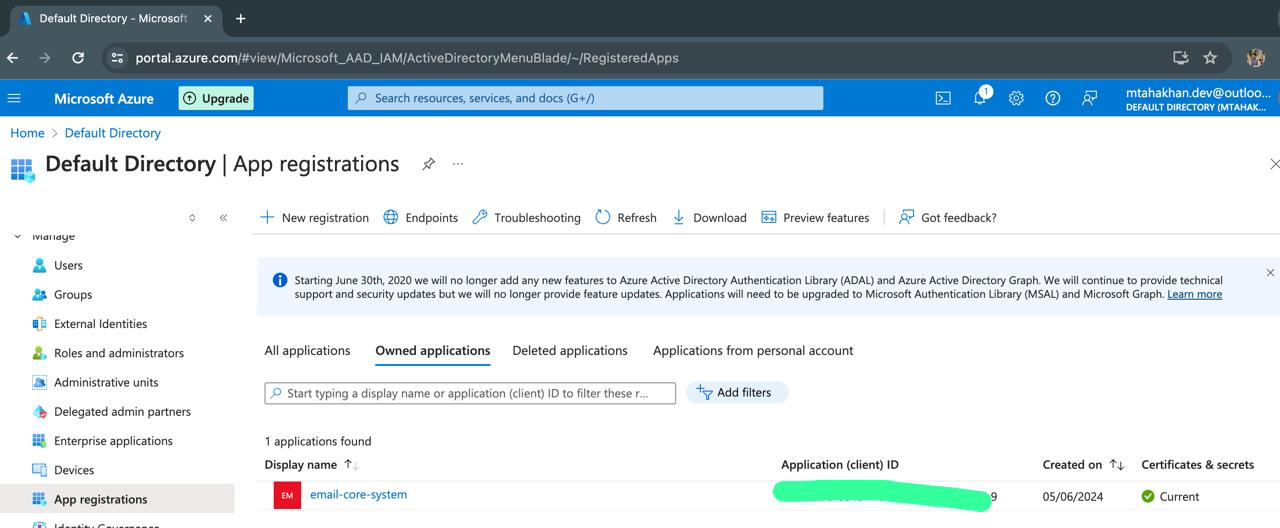 Default Directory - Microsoft
portal.azure.com/#view/Microsoft_AAD_IAM/ActiveDirectoryMenuBlade/~/RegisteredApps
Microsoft Azure
Upgrade
Search resources, services, and docs (G+/)
1
mtahakhan.dev@outloo...
DEFAULT DIRECTORY (MTAHAK...
Home > Default Directory
Default Directory | App registrations
...
New registration Endpoints Troubleshooting Refresh Download Preview features Got feedback?
Manage
Users
Groups
External Identities
Roles and administrators
Administrative units
Delegated admin partners
Enterprise applications
Devices
App registrations
Identity Governance
Starting June 30th, 2020 we will no longer add any new features to Azure Active Directory Authentication Library (ADAL) and Azure Active Directory Graph. We will continue to provide technical
support and security updates but we will no longer provide feature updates. Applications will need to be upgraded to Microsoft Authentication Library (MSAL) and Microsoft Graph. Learn more
All applications Owned applications Deleted applications Applications from personal account
Start typing a display name or application (client) ID to filter these r...
Add filters
1 applications found
Display name Application (client) ID Created on Certificates & secrets
EM email-core-system 9 05/06/2024 Current